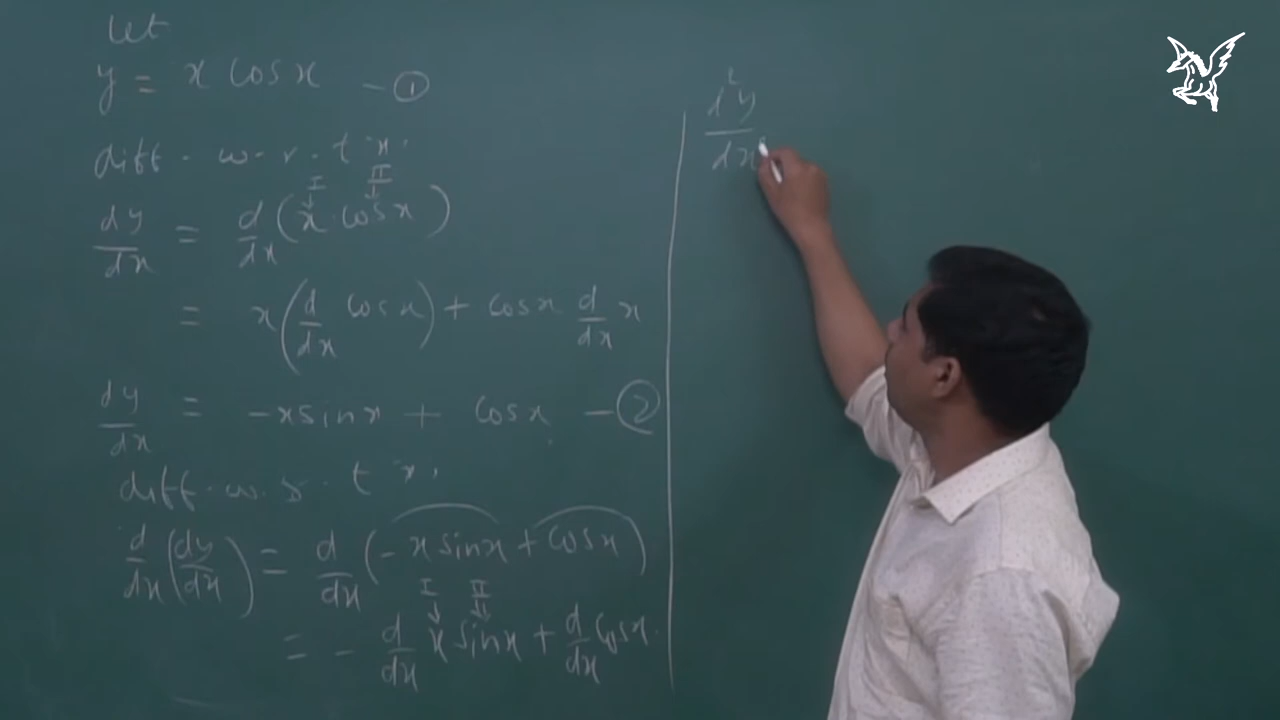 Let
y = x cos x - ①
diff. w.r.t x.
I II
dy/dx = d/dx (x · cos x)
= x (d/dx cos x) + cos x d/dx x
dy/dx = -x sin x + cos x - ②
diff. w.r.t x.
d/dx (dy/dx) = d/dx (-x sin x + cos x)
I II
= - d/dx x sin x + d/dx cos x.
d²y/dx